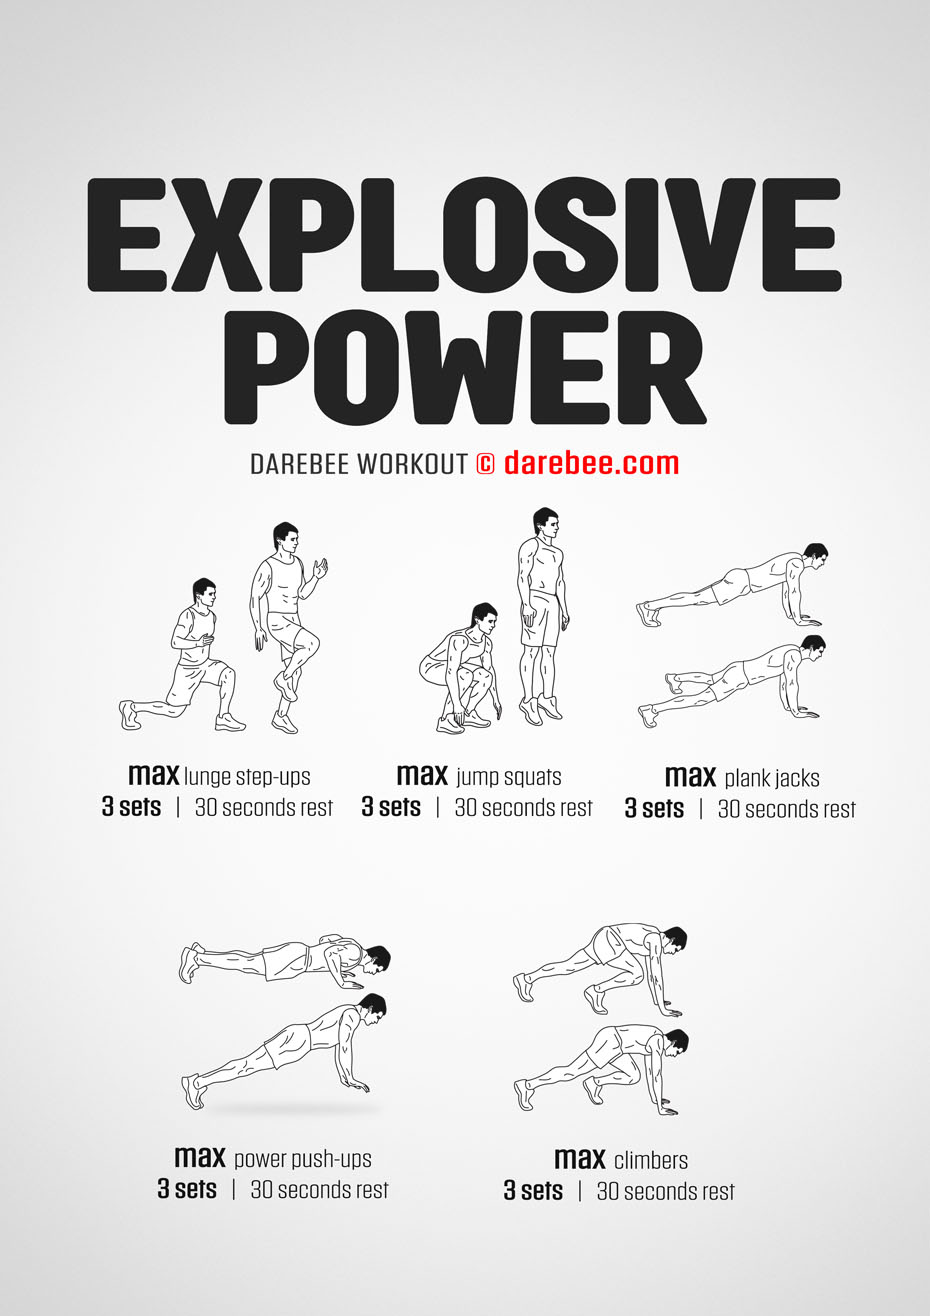 EXPLOSIVE
POWER
DAREBEE WORKOUT © darebee.com
max lunge step-ups
3 sets | 30 seconds rest
max jump squats
3 sets | 30 seconds rest
max plank jacks
3 sets | 30 seconds rest
max power push-ups
3 sets | 30 seconds rest
max climbers
3 sets | 30 seconds rest